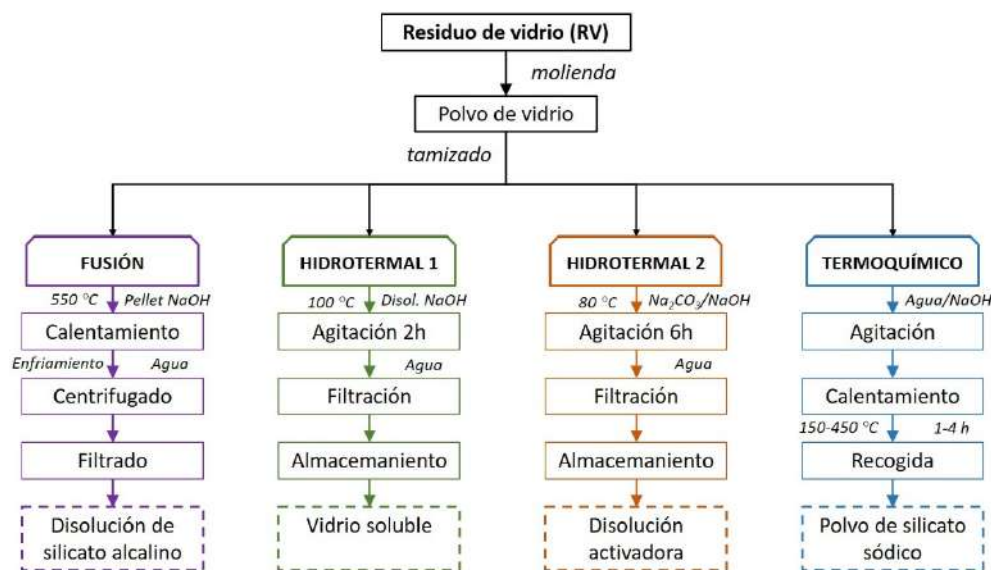 Residuo de vidrio (RV)
molienda
Polvo de vidrio
tamizado
FUSIÓN
550 °C Pellet NaOH
Calentamiento
Enfriamiento Agua
Centrifugado
Filtrado
Disolución de
silicato alcalino
HIDROTERMAL 1
100 °C Disol. NaOH
Agitación 2h
Agua
Filtración
Almacemaniento
Vidrio soluble
HIDROTERMAL 2
80 °C Na₂CO₃/NaOH
Agitación 6h
Agua
Filtración
Almacemaniento
Disolución
activadora
TERMOQUÍMICO
Agua/NaOH
Agitación
Calentamiento
150-450 °C 1-4 h
Recogida
Polvo de silicato
sódico